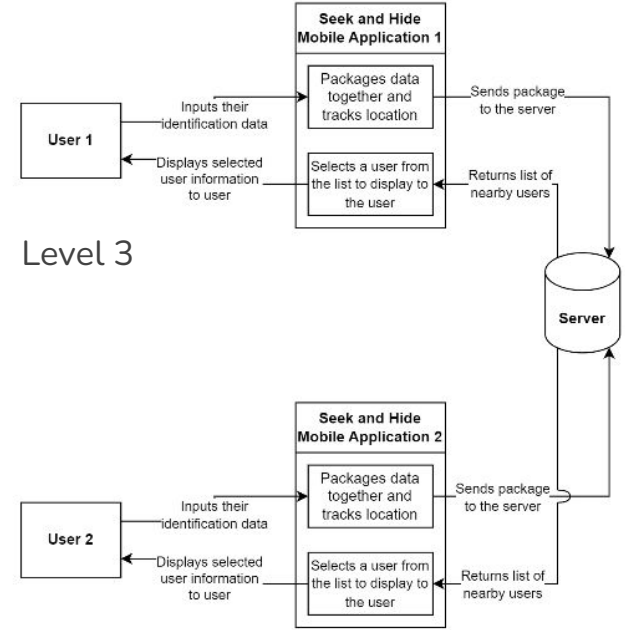 Seek and Hide
Mobile Application 1
Packages data
together and
tracks location
Sends package
to the server
Inputs their
identification data
User 1
Displays selected
user information
to user
Selects a user from
the list to display to
the user
Returns list of
nearby users
Level 3
Server
Seek and Hide
Mobile Application 2
Packages data
together and
tracks location
Sends package
to the server
Inputs their
identification data
User 2
Displays selected
user information
to user
Selects a user from
the list to display to
the user
Returns list of
nearby users